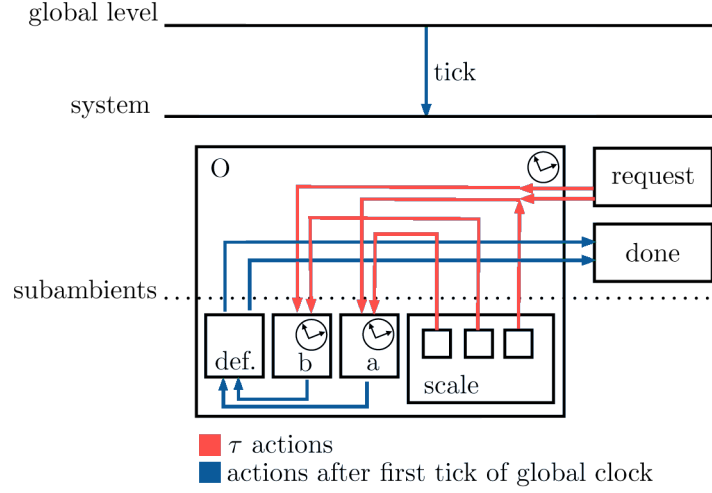 global level
tick
system
O
request
done
subambients
def.
b
a
scale
τ actions
actions after first tick of global clock